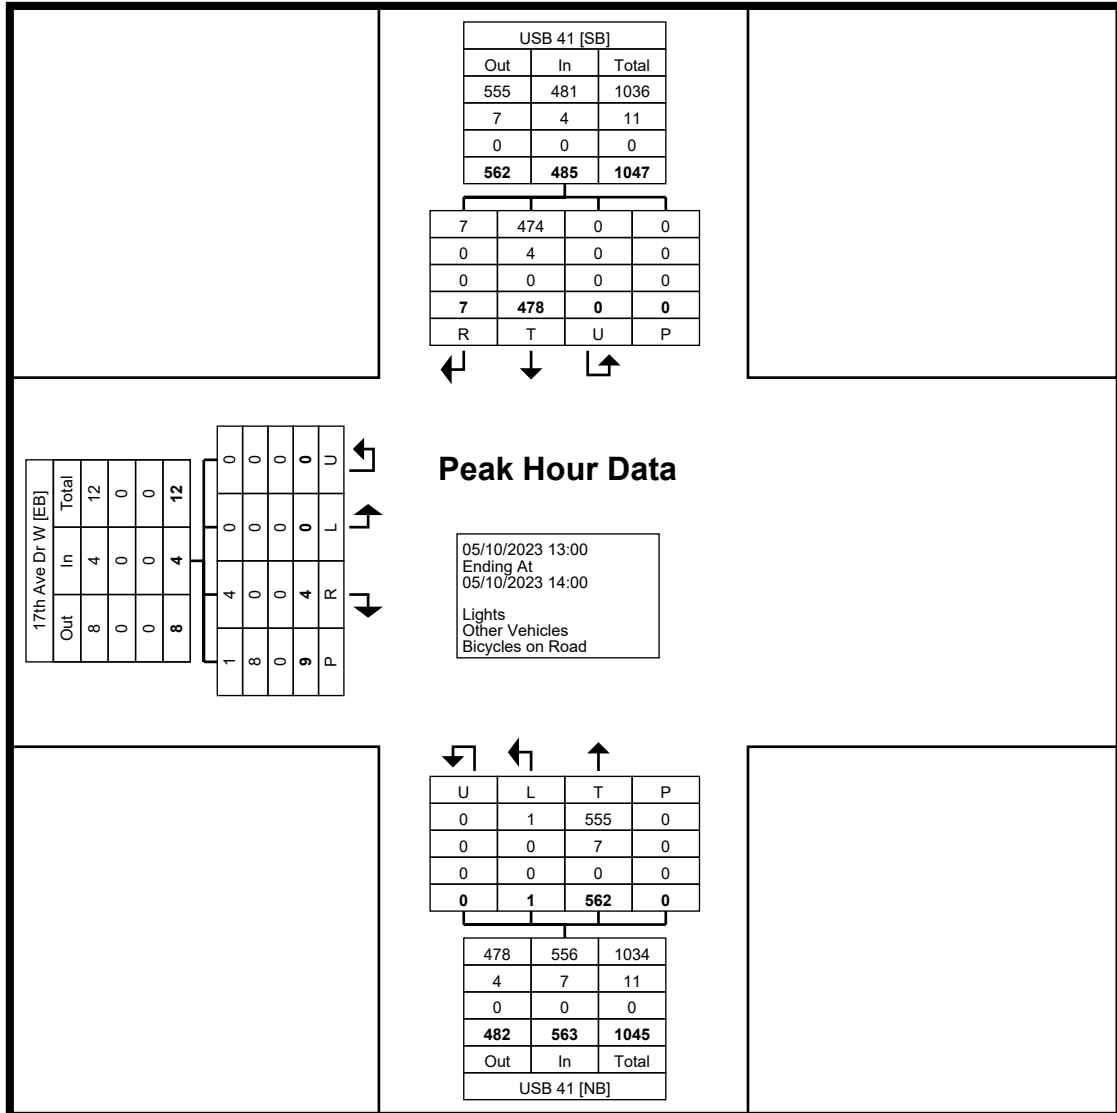 USB 41 [SB]
Out In Total
555 481 1036
7 4 11
0 0 0
562 485 1047
7 474 0 0
0 4 0 0
0 0 0 0
7 478 0 0
R T U P
17th Ave Dr W [EB]
Out In Total
8 4 12
0 0 0
0 0 0
8 4 12
1 4 0 0
8 0 0 0
0 0 0 0
9 4 0 0
P R L U
Peak Hour Data
05/10/2023 13:00
Ending At
05/10/2023 14:00
Lights
Other Vehicles
Bicycles on Road
U L T P
0 1 555 0
0 0 7 0
0 0 0 0
0 1 562 0
478 556 1034
4 7 11
0 0 0
482 563 1045
Out In Total
USB 41 [NB]